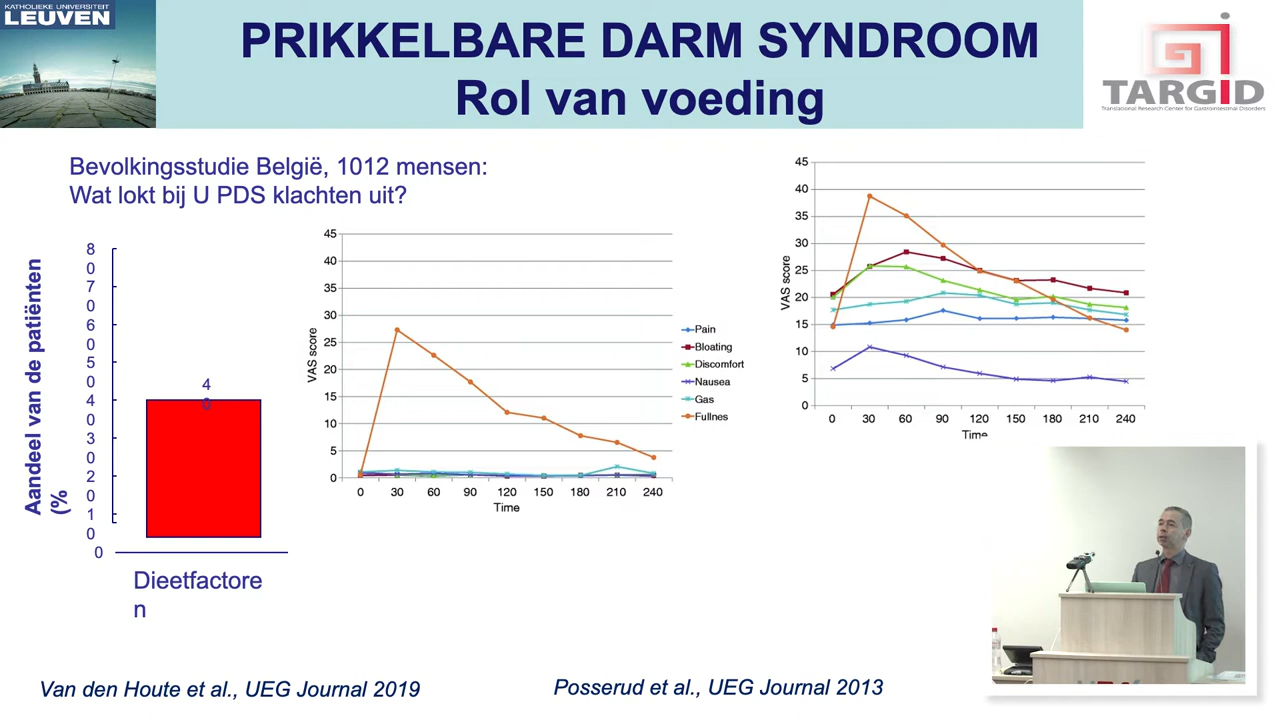 KATHOLIEKE UNIVERSITEIT
LEUVEN
PRIKKELBARE DARM SYNDROOM
Rol van voeding
TARGID
Translational Research Center for Gastrointestinal Disorders
Bevolkingsstudie België, 1012 mensen:
Wat lokt bij U PDS klachten uit?
Aandeel van de patiënten
(%
8
0
7
0
6
0
5
0
4
0
3
0
2
0
1
0
0
4
0
Dieetfactore
n
VAS score
45
40
35
30
25
20
15
10
5
0
0 30 60 90 120 150 180 210 240
Time
Pain
Bloating
Discomfort
Nausea
Gas
Fullnes
VAS score
45
40
35
30
25
20
15
10
5
0
0 30 60 90 120 150 180 210 240
Time
Van den Houte et al., UEG Journal 2019
Posserud et al., UEG Journal 2013